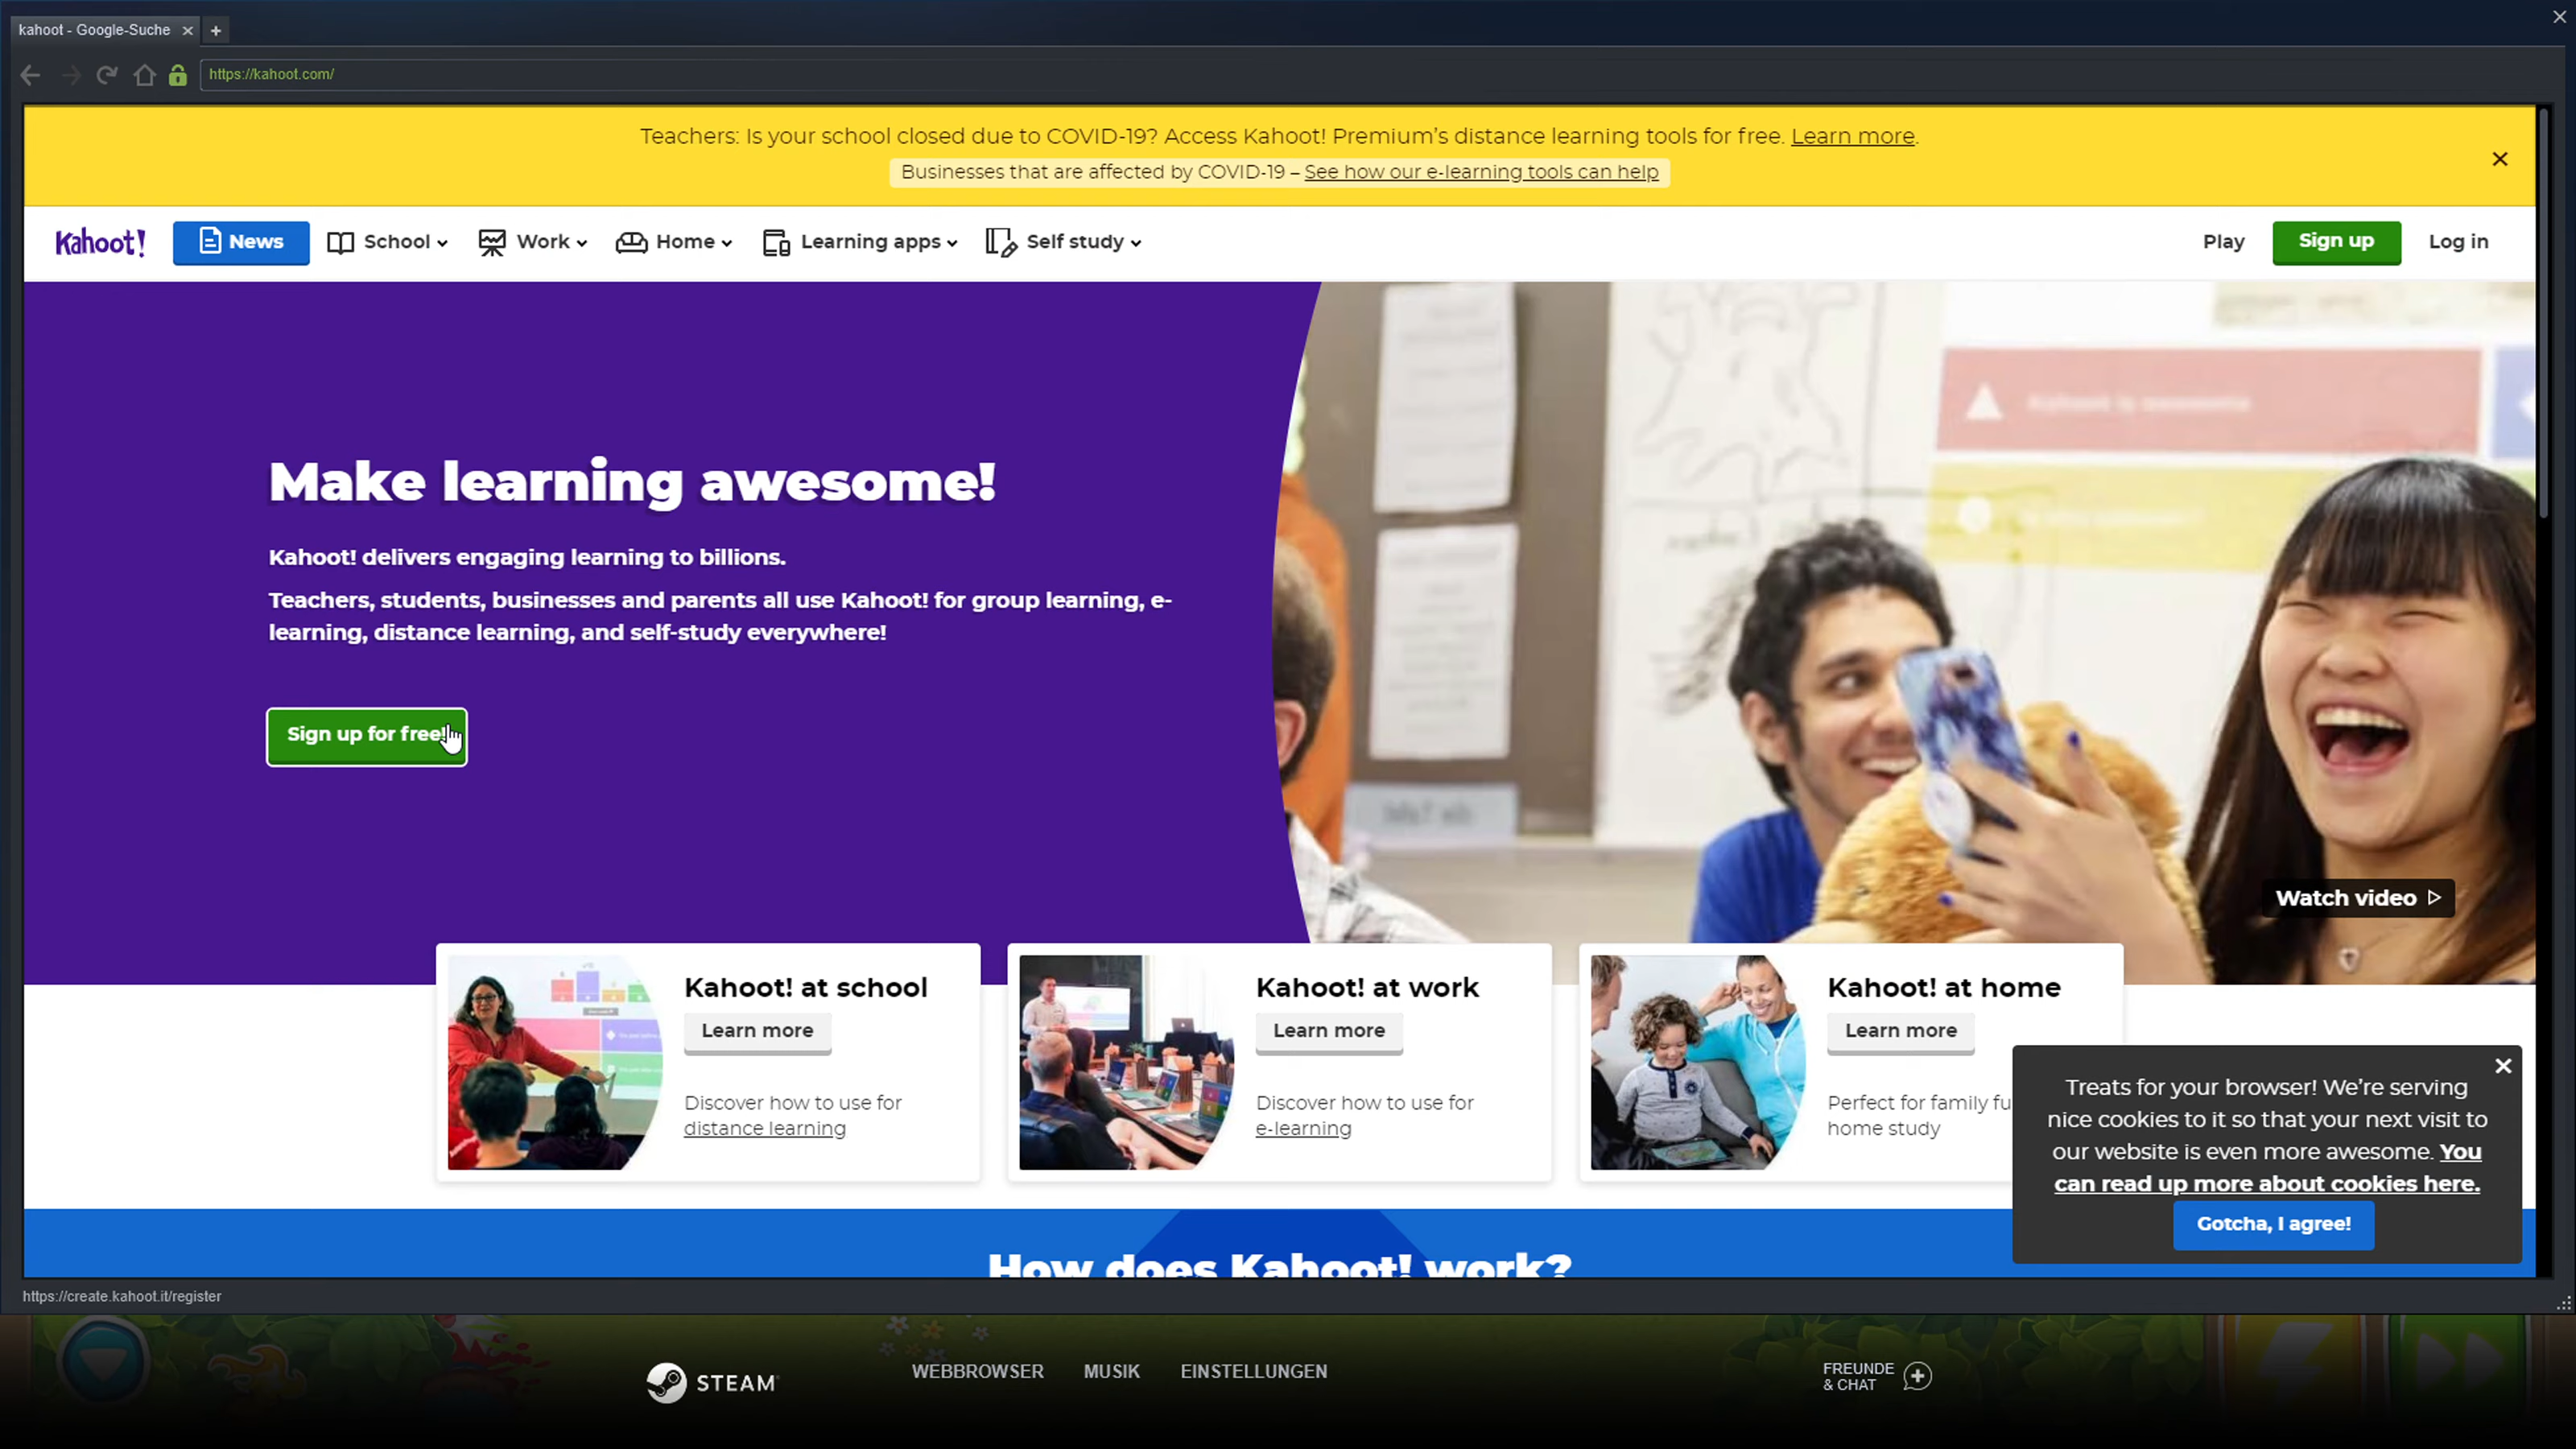 kahoot - Google-Suche
https://kahoot.com/
Teachers: Is your school closed due to COVID-19? Access Kahoot! Premium's distance learning tools for free. Learn more.
Businesses that are affected by COVID-19 – See how our e-learning tools can help
Kahoot! News School Work Home Learning apps Self study Play Sign up Log in
Make learning awesome!
Kahoot! delivers engaging learning to billions.
Teachers, students, businesses and parents all use Kahoot! for group learning, e-
learning, distance learning, and self-study everywhere!
Sign up for free!
Watch video
Kahoot! at school
Learn more
Discover how to use for
distance learning
Kahoot! at work
Learn more
Discover how to use for
e-learning
Kahoot! at home
Learn more
Perfect for family fu
home study
Treats for your browser! We're serving
nice cookies to it so that your next visit to
our website is even more awesome. You
can read up more about cookies here.
Gotcha, I agree!
How does Kahoot! work?
https://create.kahoot.it/register
STEAM
WEBBROWSER MUSIK EINSTELLUNGEN
FREUNDE
& CHAT